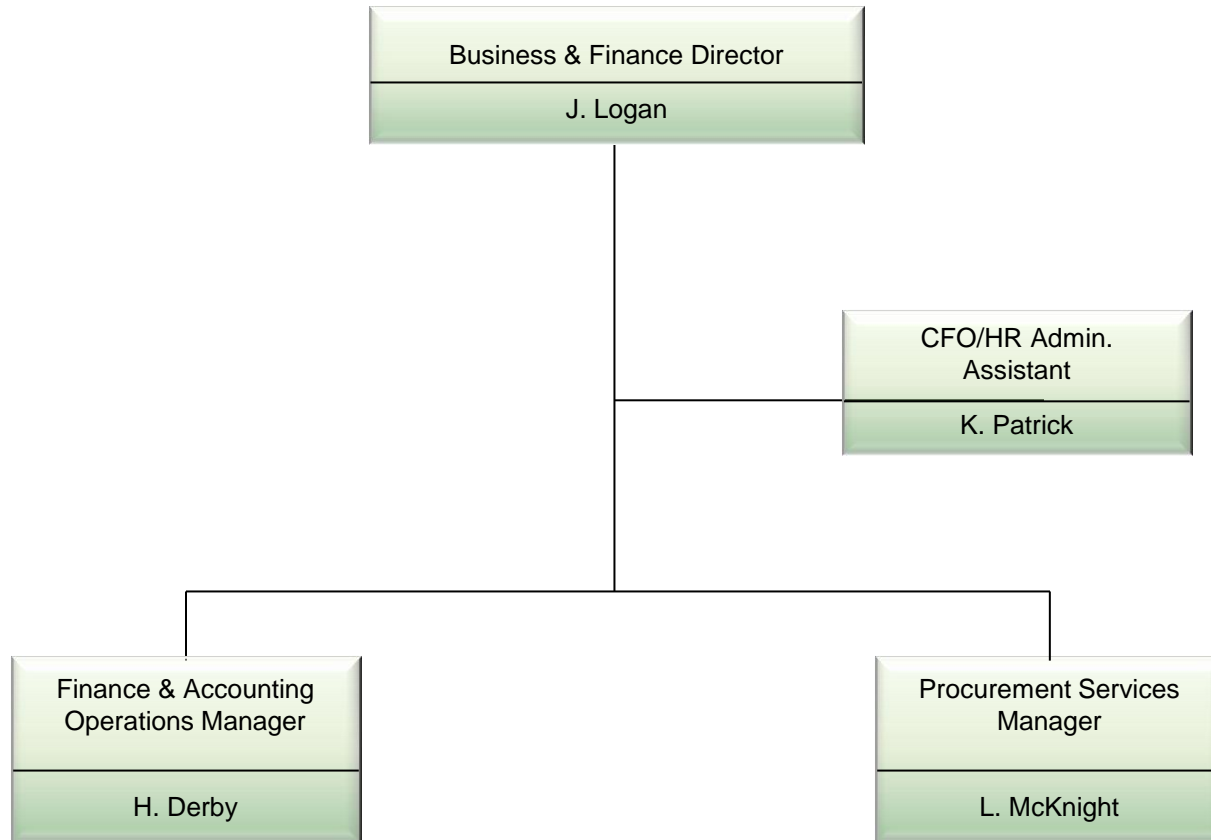 Business & Finance Director
J. Logan
CFO/HR Admin.
Assistant
K. Patrick
Finance & Accounting
Operations Manager
H. Derby
Procurement Services
Manager
L. McKnight